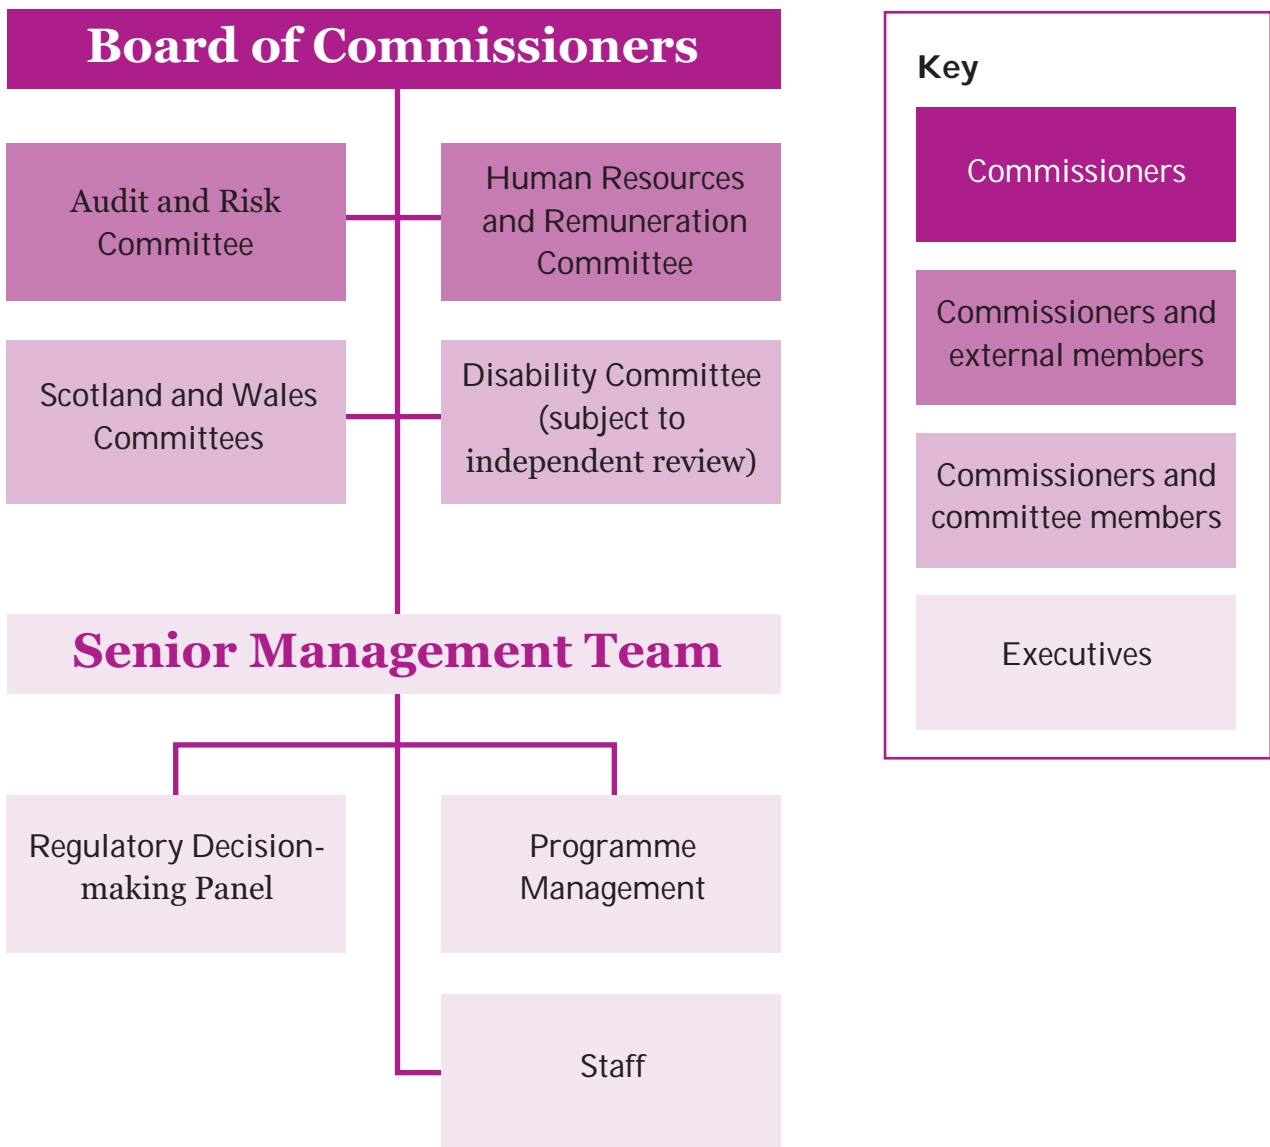 Board of Commissioners
Audit and Risk
Committee
Human Resources
and Remuneration
Committee
Scotland and Wales
Committees
Disability Committee
(subject to
independent review)
Senior Management Team
Regulatory Decision-
making Panel
Programme
Management
Staff
Key
Commissioners
Commissioners and
external members
Commissioners and
committee members
Executives